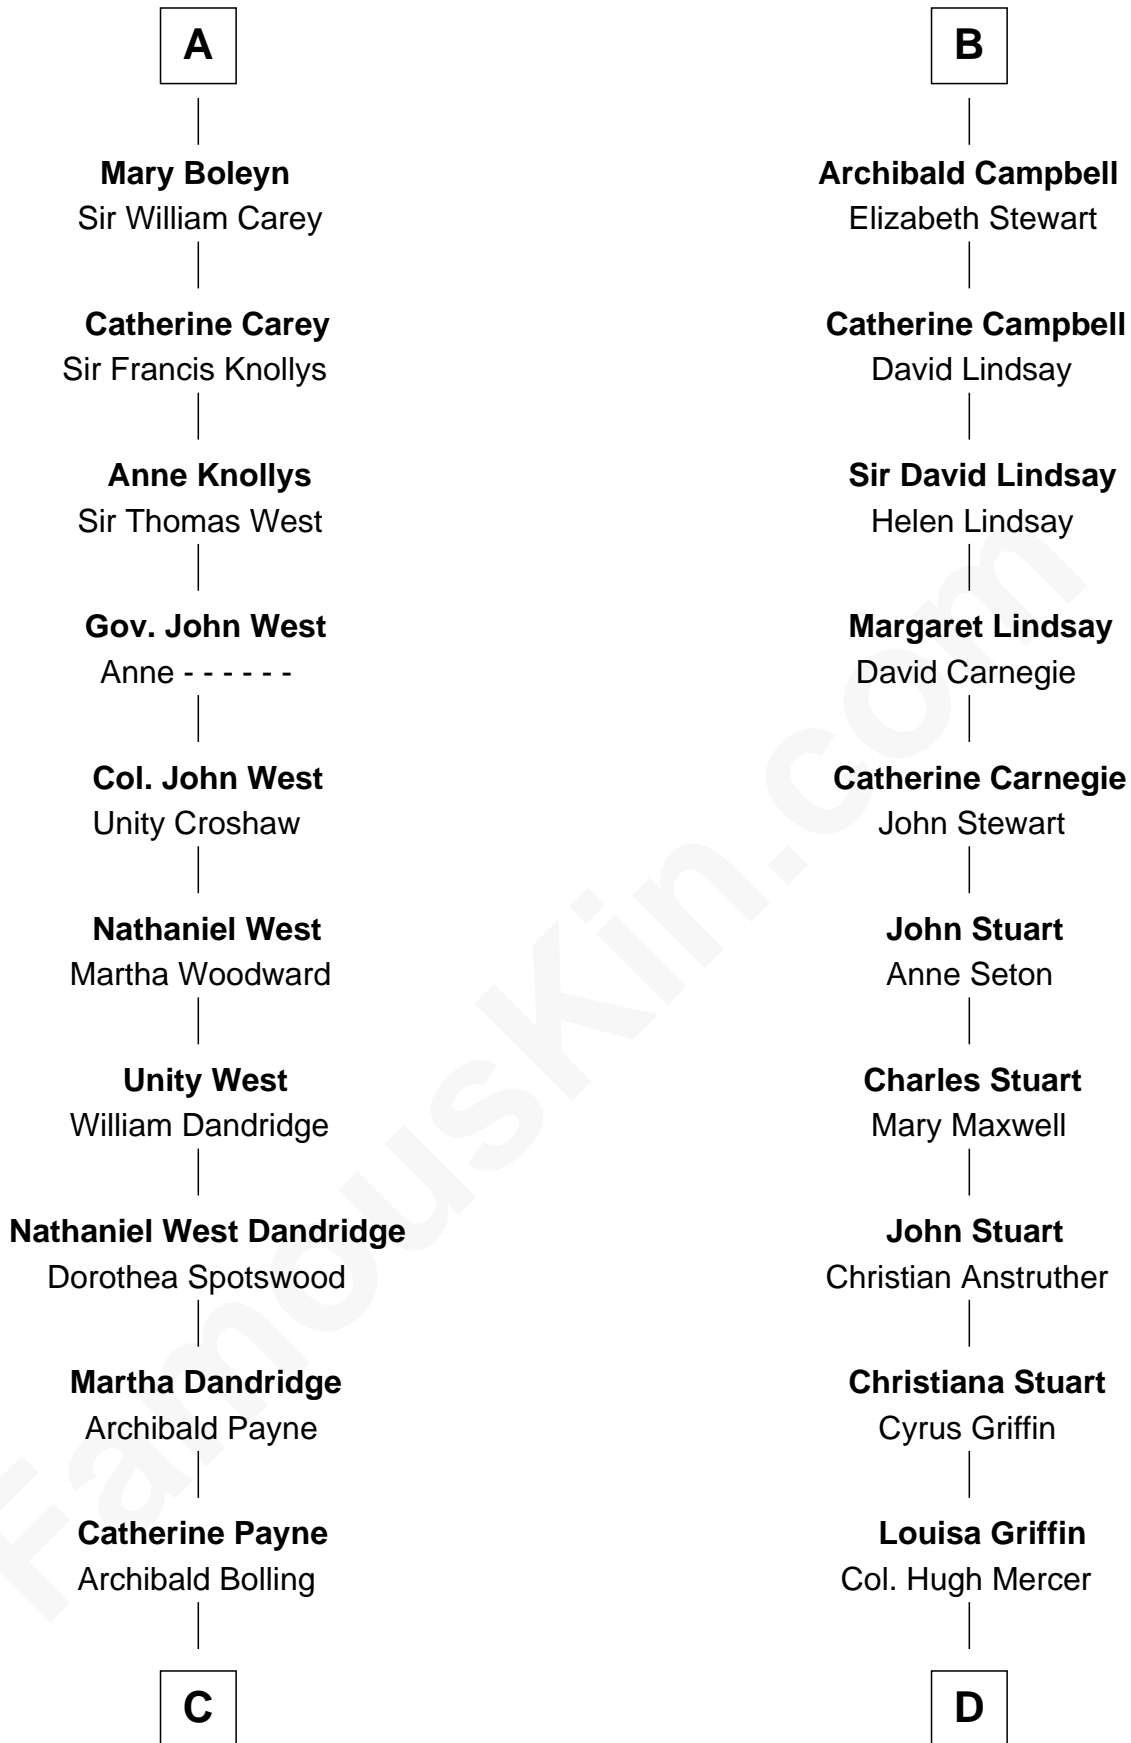 A
Mary Boleyn
Sir William Carey
Catherine Carey
Sir Francis Knollys
Anne Knollys
Sir Thomas West
Gov. John West
Anne - - - - - -
Col. John West
Unity Croshaw
Nathaniel West
Martha Woodward
Unity West
William Dandridge
Nathaniel West Dandridge
Dorothea Spotswood
Martha Dandridge
Archibald Payne
Catherine Payne
Archibald Bolling
C
B
Archibald Campbell
Elizabeth Stewart
Catherine Campbell
David Lindsay
Sir David Lindsay
Helen Lindsay
Margaret Lindsay
David Carnegie
Catherine Carnegie
John Stewart
John Stuart
Anne Seton
Charles Stuart
Mary Maxwell
John Stuart
Christian Anstruther
Christiana Stuart
Cyrus Griffin
Louisa Griffin
Col. Hugh Mercer
D
FamousKin.com